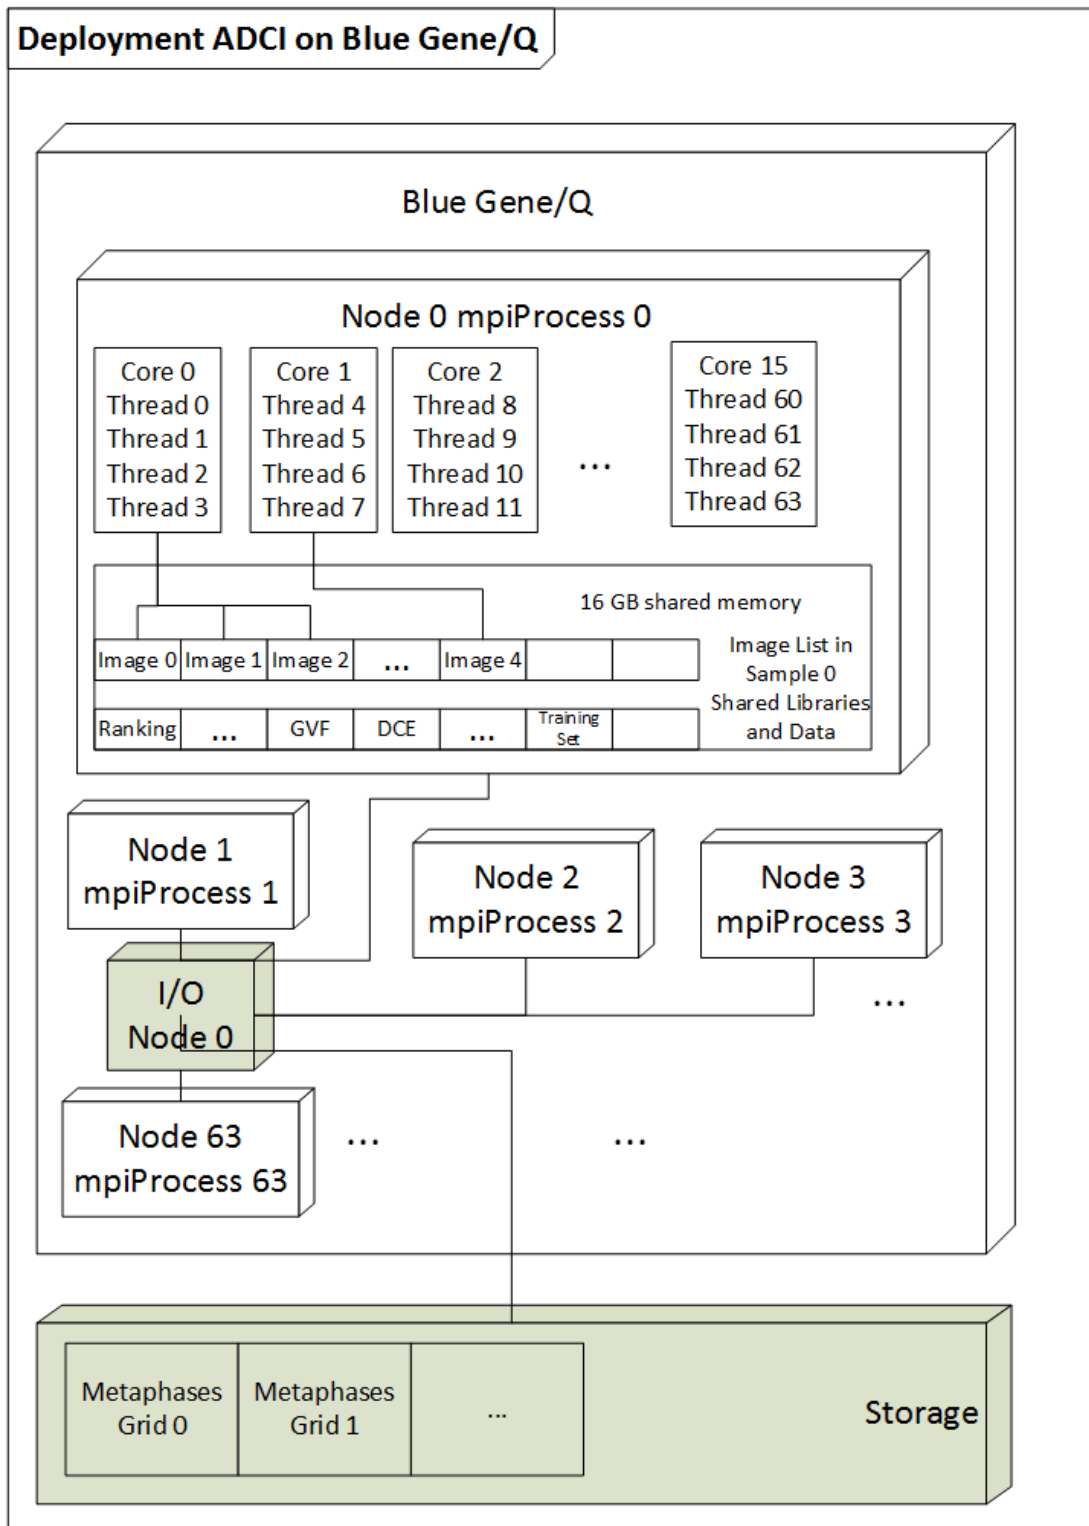 Deployment ADCI on Blue Gene/Q
Blue Gene/Q
Node 0 mpiProcess 0
Core 0
Thread 0
Thread 1
Thread 2
Thread 3
Core 1
Thread 4
Thread 5
Thread 6
Thread 7
Core 2
Thread 8
Thread 9
Thread 10
Thread 11
...
Core 15
Thread 60
Thread 61
Thread 62
Thread 63
16 GB shared memory
Image 0
Image 1
Image 2
...
Image 4
Image List in
Sample 0
Shared Libraries
and Data
Ranking
...
GVF
DCE
...
Training
Set
Node 1
mpiProcess 1
Node 2
mpiProcess 2
Node 3
mpiProcess 3
I/O
Node 0
...
Node 63
mpiProcess 63
...
...
Metaphases
Grid 0
Metaphases
Grid 1
...
Storage